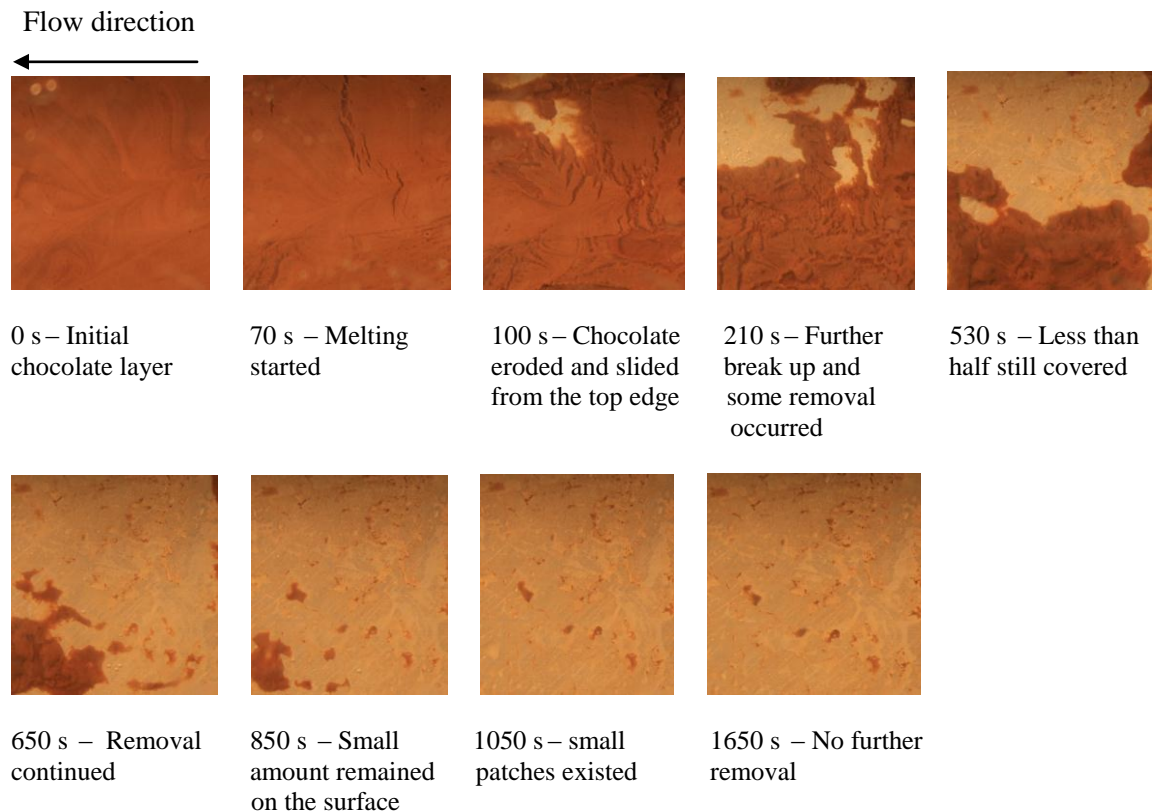 Flow direction
0 s – Initial
chocolate layer
70 s – Melting
started
100 s – Chocolate
eroded and slided
from the top edge
210 s – Further
break up and
some removal
occurred
530 s – Less than
half still covered
650 s – Removal
continued
850 s – Small
amount remained
on the surface
1050 s – small
patches existed
1650 s – No further
removal